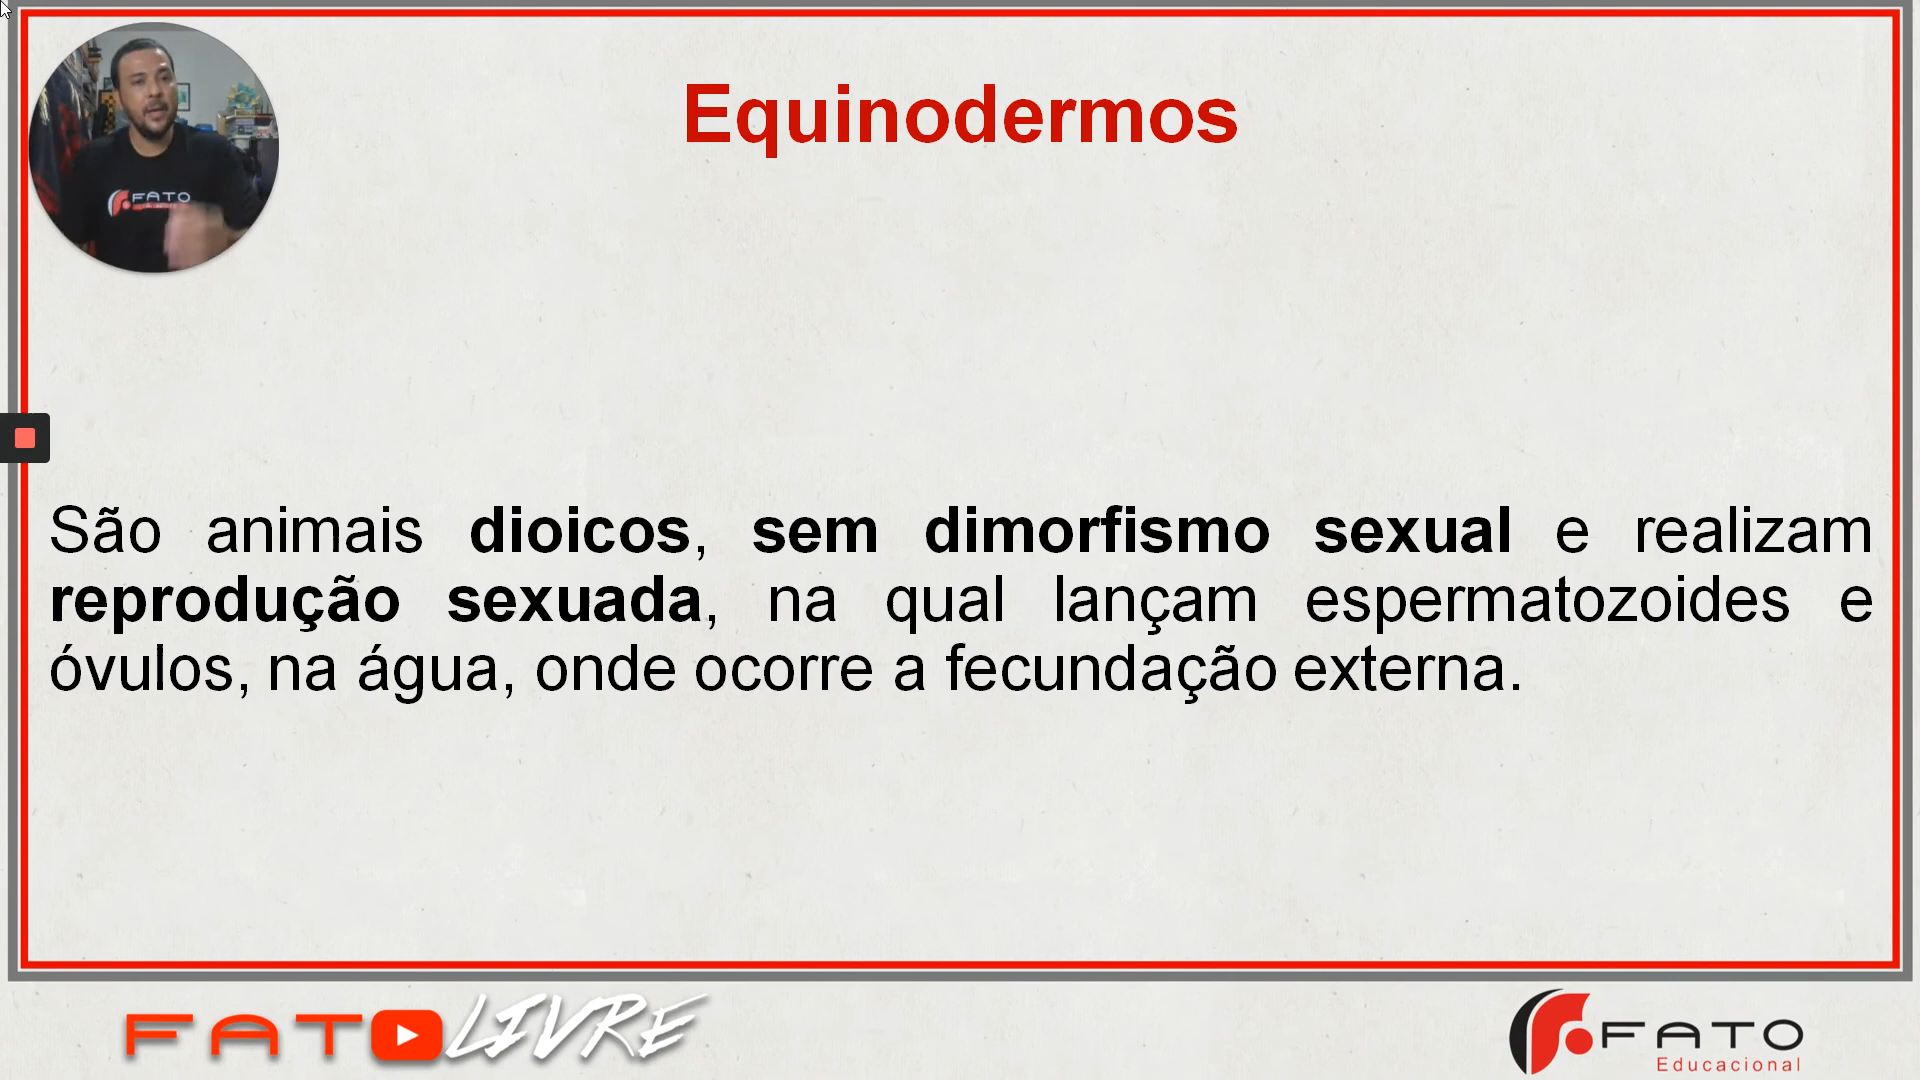 Equinodermos
FATO
São animais dioicos, sem dimorfismo sexual e realizam
reprodução sexuada, na qual lançam espermatozoides e
óvulos, na água, onde ocorre a fecundação externa.
FATO LIVRE
FATO
Educacional